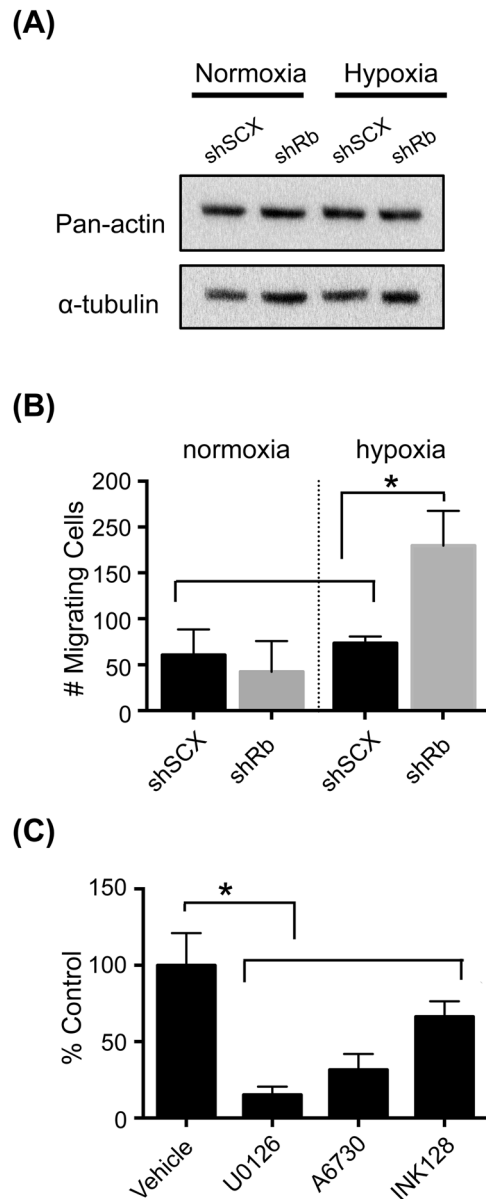 (A)
Normoxia Hypoxia
shSCX shRb shSCX shRb
Pan-actin
α-tubulin
(B)
normoxia hypoxia
*
200
250
150
100
50
0
# Migrating Cells
shSCX shRb shSCX shRb
(C)
*
150
100
50
0
% Control
Vehicle U0126 A6730 INK128